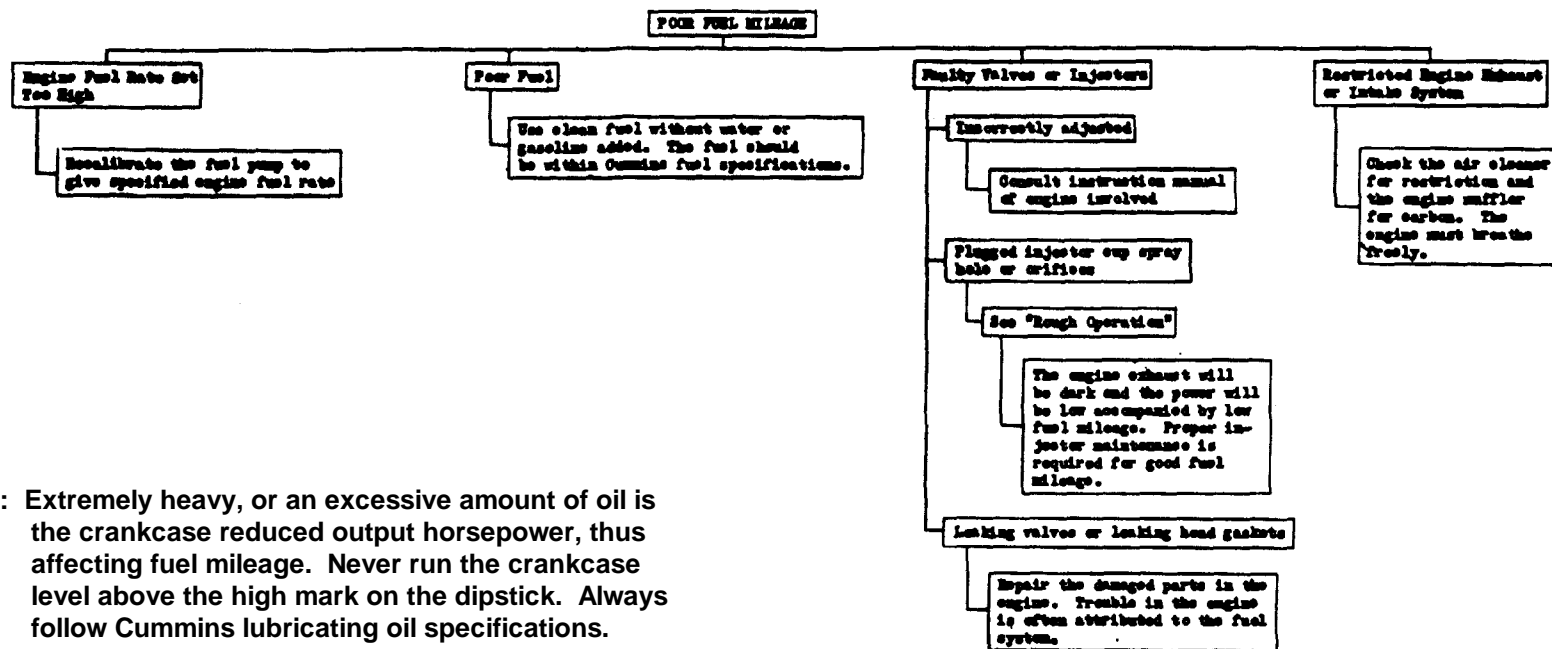 POOR FUEL MILEAGE
Engine Fuel Rate Set
Too High
Recalibrate the fuel pump to
give specified engine fuel rate
Poor Fuel
Use clean fuel without water or
gasoline added. The fuel should
be within Cummins fuel specifications.
Faulty Valves or Injectors
Incorrectly adjusted
Consult instruction manual
of engine involved
Plugged injector cup spray
hole or orifices
See "Rough Operation"
The engine exhaust will
be dark and the power will
be low accompanied by low
fuel mileage. Proper in-
jector maintenance is
required for good fuel
mileage.
Leaking valves or leaking head gaskets
Repair the damaged parts in the
engine. Trouble in the engine
is often attributed to the fuel
system.
Restricted Engine Exhaust
or Intake System
Check the air cleaner
for restriction and
the engine muffler
for carbon. The
engine must breathe
freely.
: Extremely heavy, or an excessive amount of oil is
the crankcase reduced output horsepower, thus
affecting fuel mileage. Never run the crankcase
level above the high mark on the dipstick. Always
follow Cummins lubricating oil specifications.